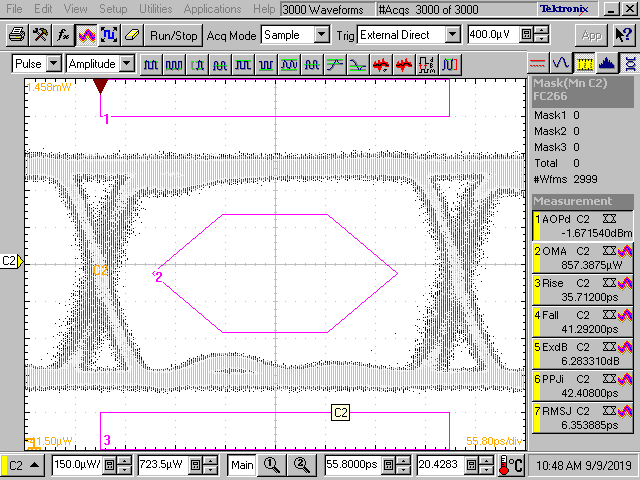 File Edit View Setup Utilities Applications Help 3000 Waveforms #Acqs 3000 of 3000 Tektronix
fx Run/Stop Acq Mode Sample Trig External Direct 400.0µV App
Pulse Amplitude
1.458mW
1
C2
C2
2
C2
3
55.80ps/div
Mask(Mn C2)
FC266
Mask1 0
Mask2 0
Mask3 0
Total 0
#Wfms 2999
Measurement
1 AOPd C2
-1.671540dBm
2 OMA C2
857.3875µW
3 Rise C2
35.71200ps
4 Fall C2
41.29200ps
5 ExdB C2
6.283310dB
6 PPJi C2
42.40800ps
7 RMSJ C2
6.353885ps
C2 150.0µW 723.5µW Main 1 2 55.8000ps 20.4283 °C 10:48 AM 9/9/2019